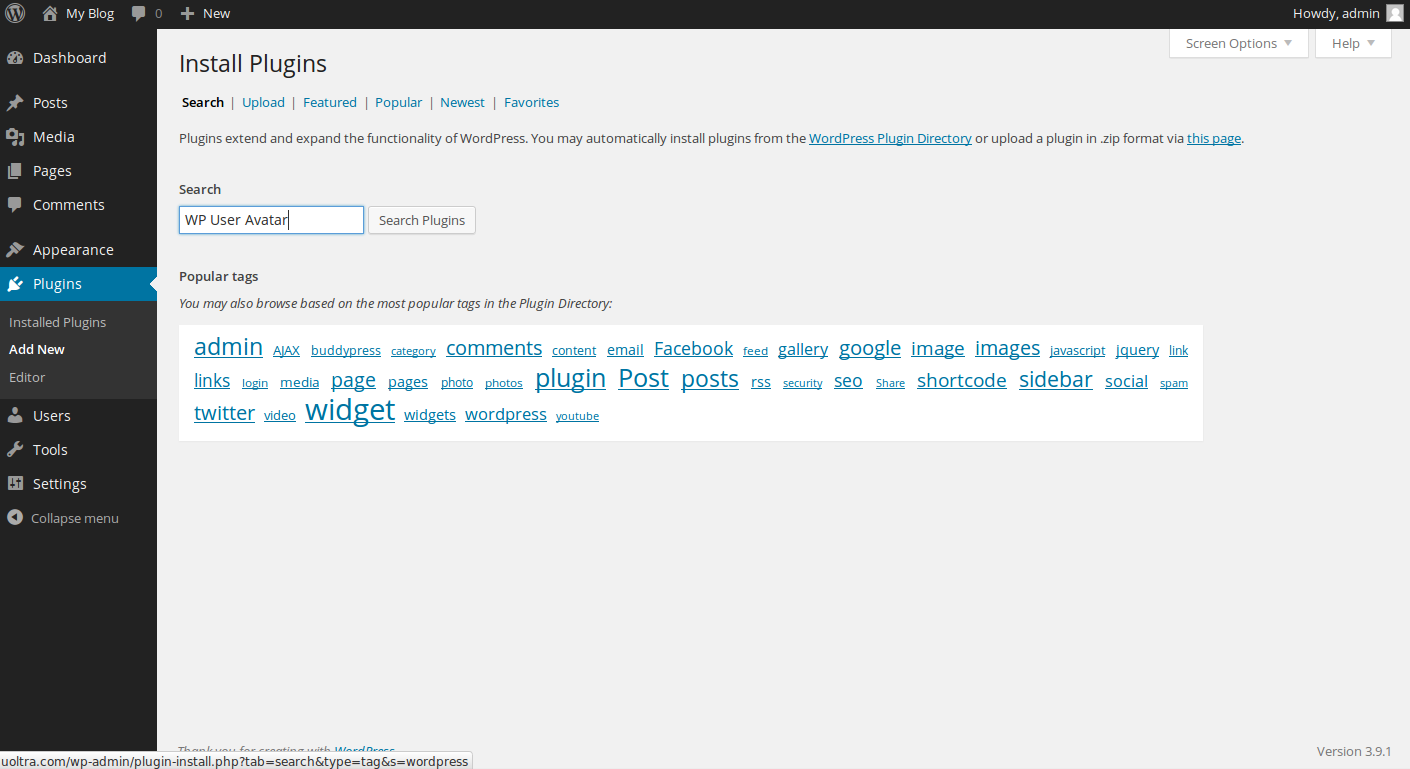 My Blog 0 New Howdy, admin
Screen Options Help
Dashboard
Posts
Media
Pages
Comments
Appearance
Plugins
Installed Plugins
Add New
Editor
Users
Tools
Settings
Collapse menu
Install Plugins
Search | Upload | Featured | Popular | Newest | Favorites
Plugins extend and expand the functionality of WordPress. You may automatically install plugins from the WordPress Plugin Directory or upload a plugin in .zip format via this page.
Search
WP User Avatar Search Plugins
Popular tags
You may also browse based on the most popular tags in the Plugin Directory:
admin AJAX buddypress category comments content email Facebook feed gallery google image images javascript jquery link
links login media page pages photo photos plugin Post posts rss security seo Share shortcode sidebar social spam
twitter video widget widgets wordpress youtube
Thank you for creating with WordPress. Version 3.9.1
uoltra.com/wp-admin/plugin-install.php?tab=search&type=tag&s=wordpress